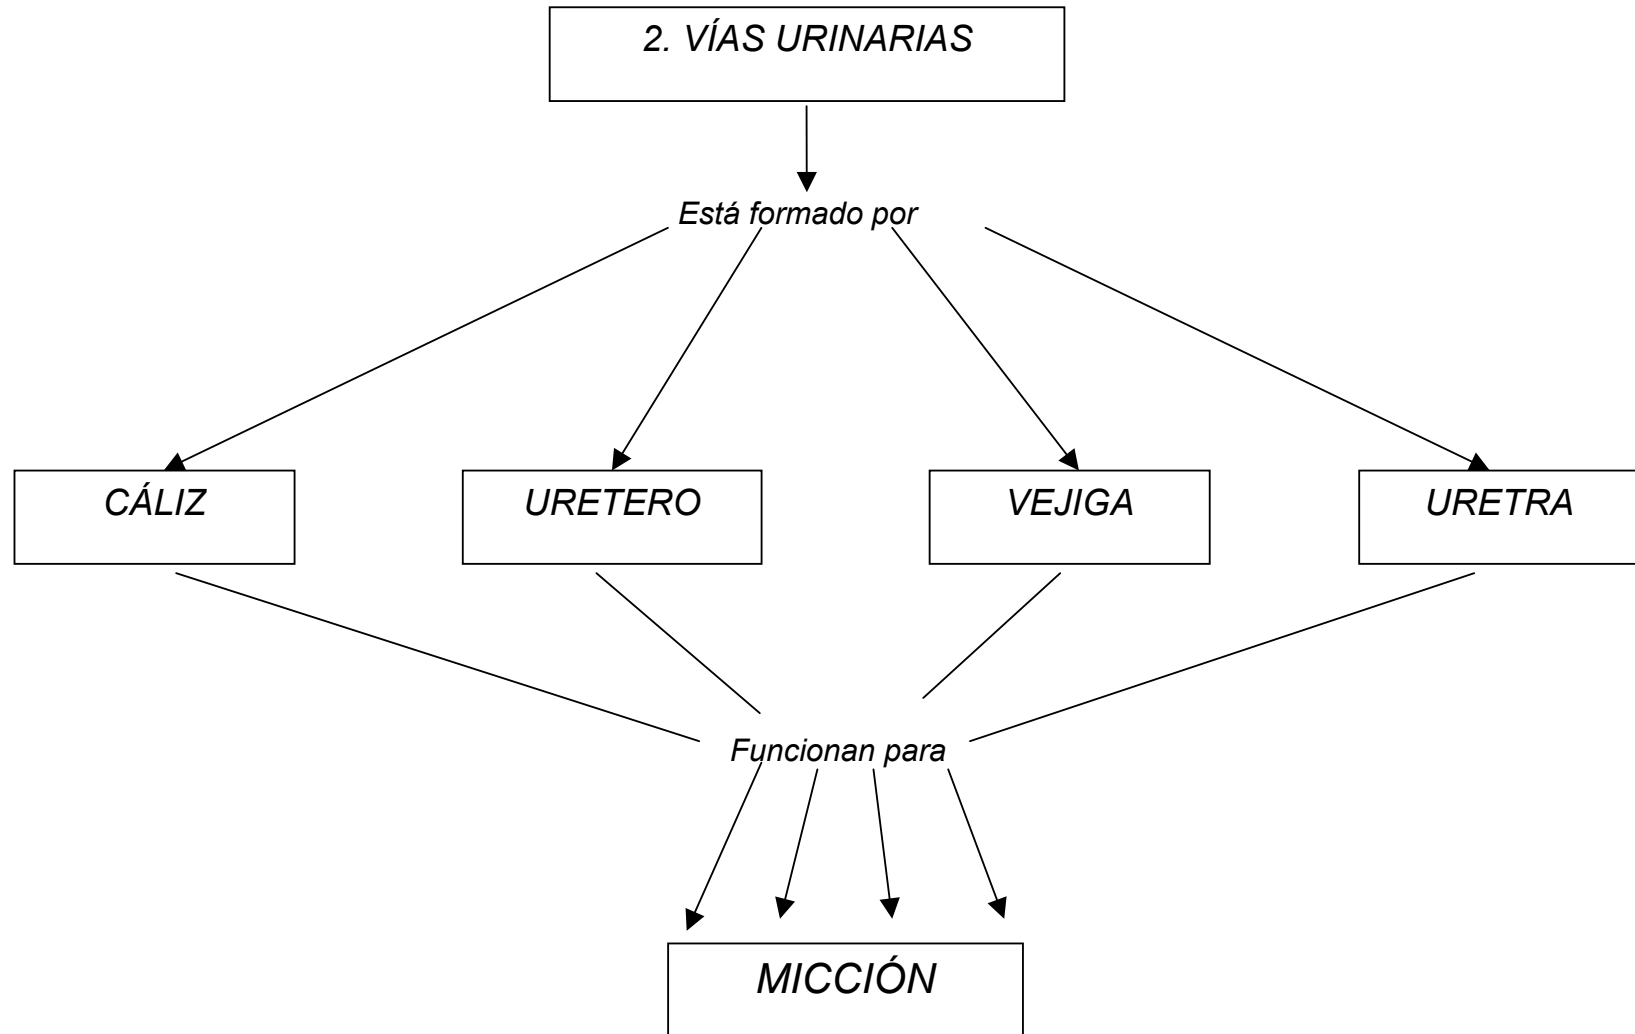 2. VÍAS URINARIAS
Está formado por
CÁLIZ
URETERO
VEJIGA
URETRA
Funcionan para
MICCIÓN